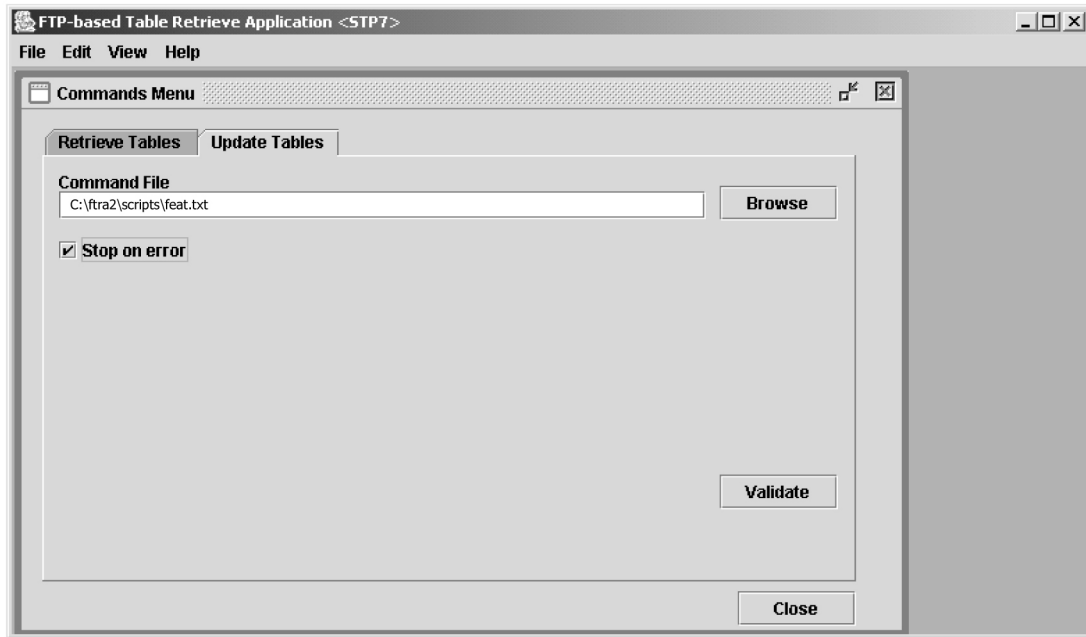 FTP-based Table Retrieve Application <STP7>
File Edit View Help
Commands Menu
Retrieve Tables Update Tables
Command File
C:\ftra2\scripts\feat.txt
Browse
Stop on error
Validate
Close